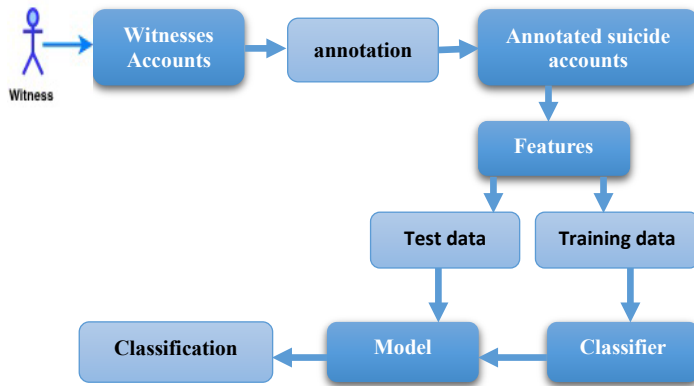 Witness
Witnesses
Accounts
annotation
Annotated suicide
accounts
Features
Test data
Training data
Classification
Model
Classifier